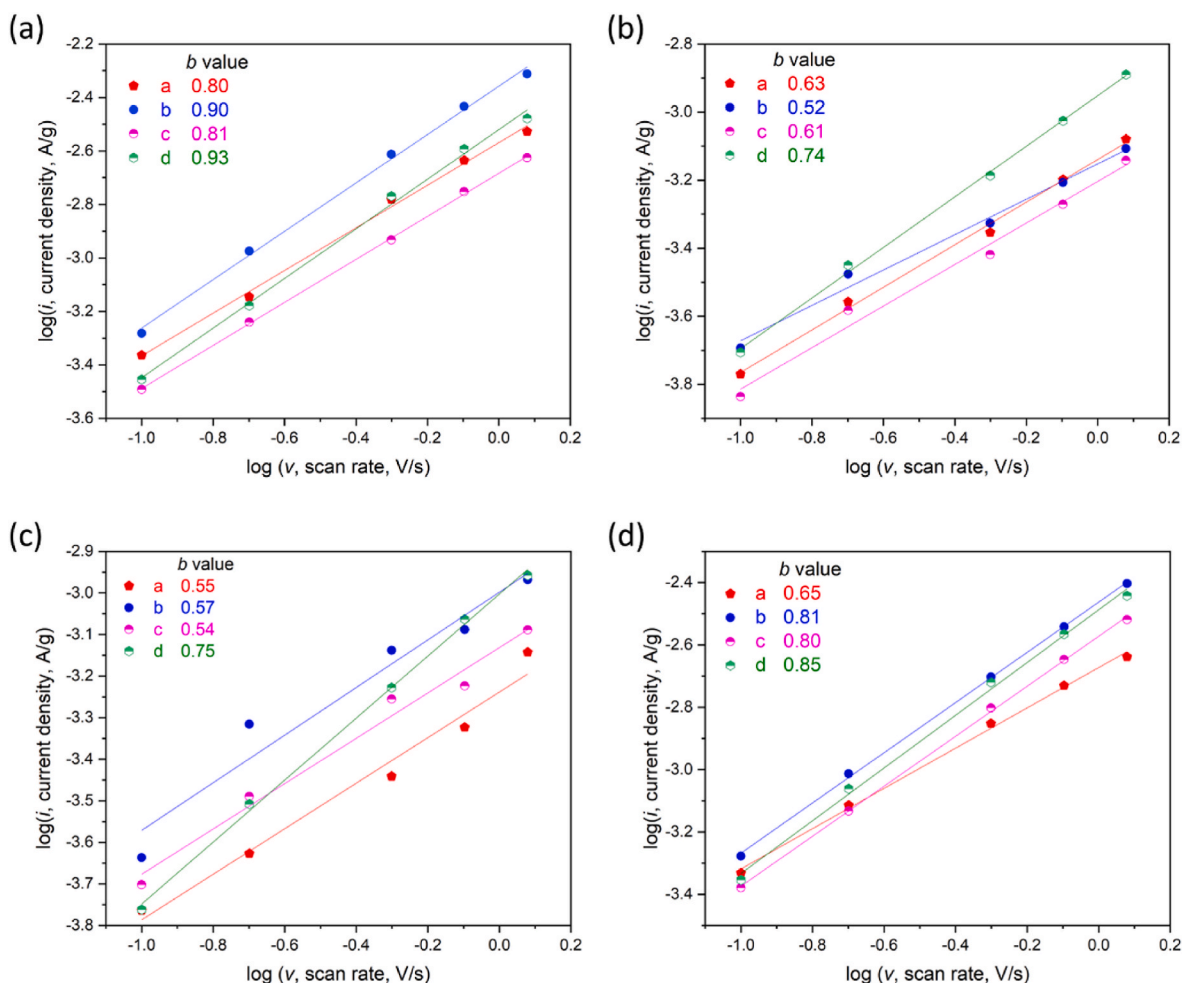 (a)
-2.2
-2.4
-2.6
-2.8
-3.0
-3.2
-3.4
-3.6
log(i, current density, A/g)
b value
a 0.80
b 0.90
c 0.81
d 0.93
-1.0 -0.8 -0.6 -0.4 -0.2 0.0 0.2
log (v, scan rate, V/s)
(b)
-2.8
-3.0
-3.2
-3.4
-3.6
-3.8
log(i, current density, A/g)
b value
a 0.63
b 0.52
c 0.61
d 0.74
-1.0 -0.8 -0.6 -0.4 -0.2 0.0 0.2
log (v, scan rate, V/s)
(c)
-2.9
-3.0
-3.1
-3.2
-3.3
-3.4
-3.5
-3.6
-3.7
-3.8
log(i, current density, A/g)
b value
a 0.55
b 0.57
c 0.54
d 0.75
-1.0 -0.8 -0.6 -0.4 -0.2 0.0 0.2
log (v, scan rate, V/s)
(d)
-2.4
-2.6
-2.8
-3.0
-3.2
-3.4
log(i, current density, A/g)
b value
a 0.65
b 0.81
c 0.80
d 0.85
-1.0 -0.8 -0.6 -0.4 -0.2 0.0 0.2
log (v, scan rate, V/s)